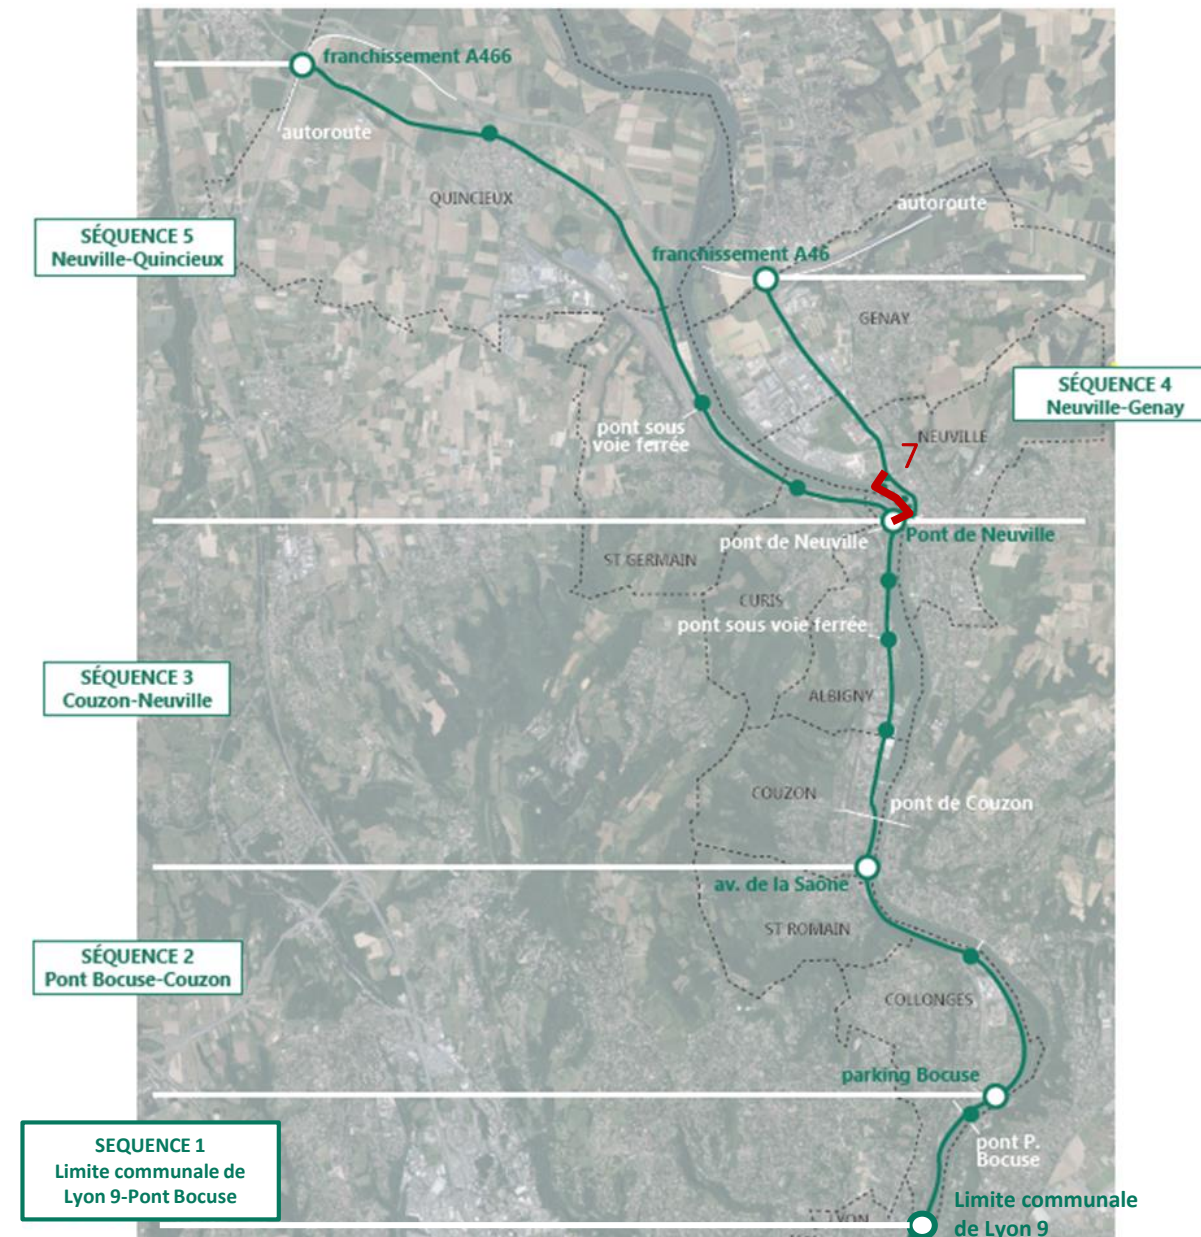 franchissement A466
autoroute
QUINCIEUX
autoroute
SÉQUENCE 5
Neuville-Quincieux
franchissement A46
GENAY
SÉQUENCE 4
Neuville-Genay
pont sous
voie ferrée
NEUVILLE
7
pont de Neuville
Pont de Neuville
ST GERMAIN
CURIS
pont sous voie ferrée
SÉQUENCE 3
Couzon-Neuville
ALBIGNY
COUZON
pont de Couzon
av. de la Saône
ST ROMAIN
SÉQUENCE 2
Pont Bocuse-Couzon
COLLONGES
parking Bocuse
SEQUENCE 1
Limite communale de
Lyon 9-Pont Bocuse
pont P.
Bocuse
LYON
Limite communale
de Lyon 9